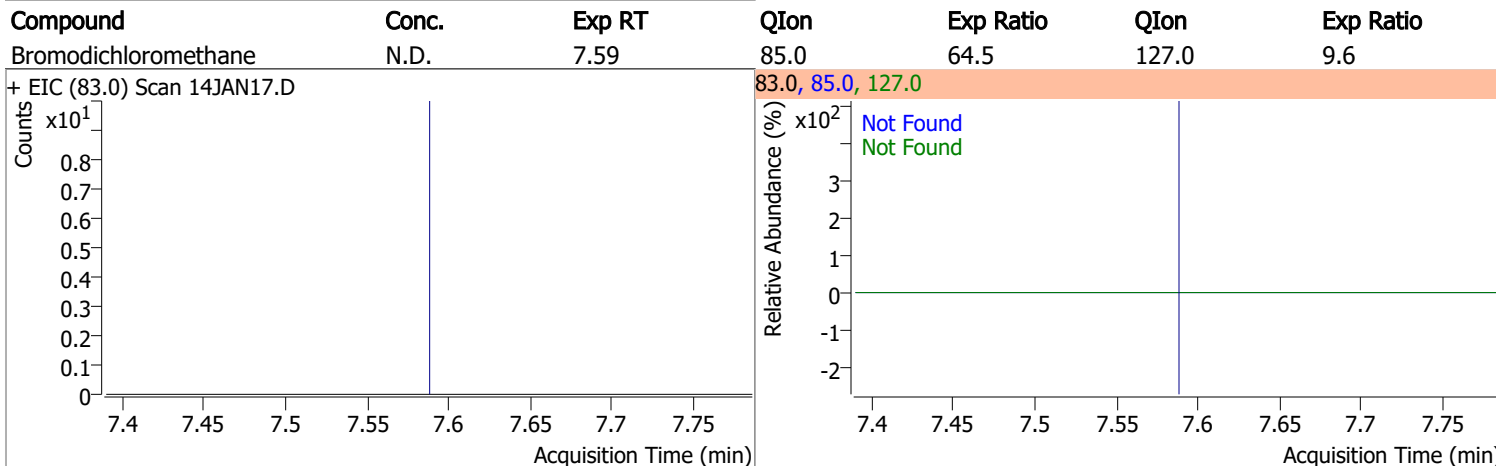 Compound Conc. Exp RT QIon Exp Ratio QIon Exp Ratio
Bromodichloromethane N.D. 7.59 85.0 64.5 127.0 9.6
+ EIC (83.0) Scan 14JAN17.D
Counts
x10¹
0.8
0.7
0.6
0.5
0.4
0.3
0.2
0.1
0
7.4 7.45 7.5 7.55 7.6 7.65 7.7 7.75
Acquisition Time (min)
83.0, 85.0, 127.0
Relative Abundance (%)
x10²
Not Found
Not Found
3
2
1
0
-1
-2
7.4 7.45 7.5 7.55 7.6 7.65 7.7 7.75
Acquisition Time (min)